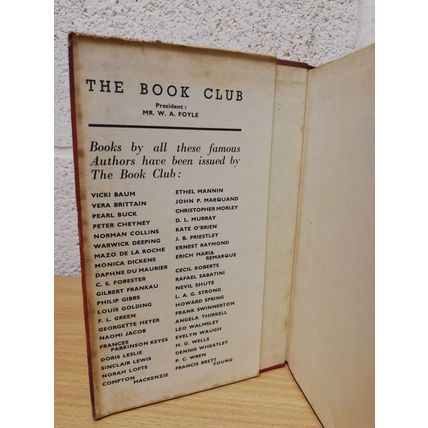 THE BOOK CLUB
President:
MR. W. A. FOYLE
Books by all these famous
Authors have been issued by
The Book Club:
VICKI BAUM
VERA BRITTAIN
PEARL BUCK
PETER CHEYNEY
NORMAN COLLINS
WARWICK DEEPING
MAZO DE LA ROCHE
MONICA DICKENS
DAPHNE DU MAURIER
C. S. FORESTER
GILBERT FRANKAU
PHILIP GIBBS
LOUIS GOLDING
F. L. GREEN
GEORGETTE HEYER
NAOMI JACOB
FRANCES
PARKINSON KEYES
DORIS LESLIE
SINCLAIR LEWIS
NORAH LOFTS
COMPTON
MACKENZIE
ETHEL MANNIN
JOHN P. MARQUAND
CHRISTOPHER MORLEY
D. L. MURRAY
KATE O'BRIEN
J. B. PRIESTLEY
ERNEST RAYMOND
ERICH MARIA
REMARQUE
CECIL ROBERTS
RAFAEL SABATINI
NEVIL SHUTE
L. A. G. STRONG
HOWARD SPRING
FRANK SWINNERTON
ANGELA THIRKELL
LEO WALMSLEY
EVELYN WAUGH
H. G. WELLS
DENNIS WHEATLEY
P. C. WREN
FRANCIS BRETT
YOUNG